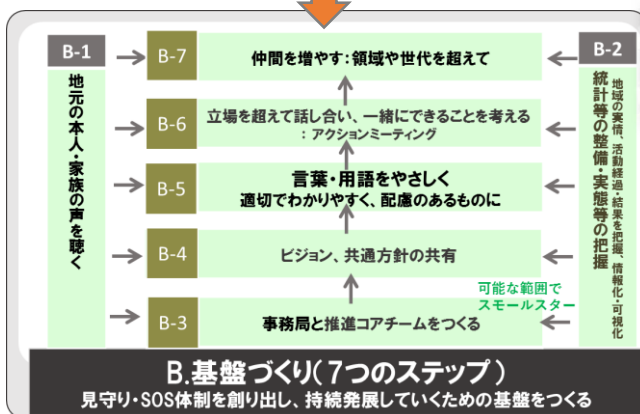 B-1
地元の本人・家族の声を聴く
B-7
仲間を増やす：領域や世代を超えて
B-6
立場を超えて話し合い、一緒にできることを考える
：アクションミーティング
B-5
言葉・用語をやさしく
適切でわかりやすく、配慮のあるものに
B-4
ビジョン、共通方針の共有
B-3
事務局と推進コアチームをつくる
可能な範囲で
スモールスター
B-2
統計等の整備・実態等の把握
地域の実情、活動経過・結果を把握、情報化・可視化
B.基盤づくり（７つのステップ）
見守り・SOS体制を創り出し、持続発展していくための基盤をつくる